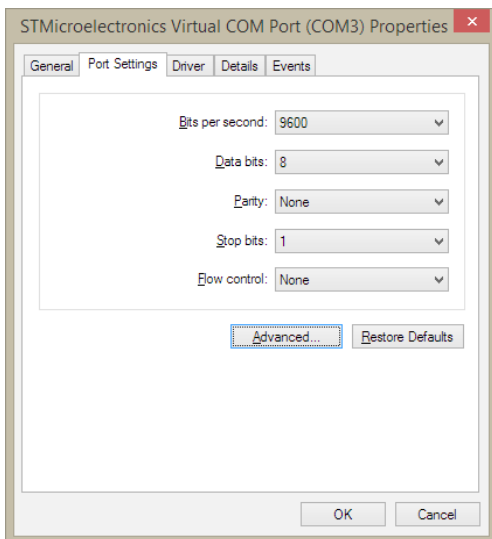 STMicroelectronics Virtual COM Port (COM3) Properties
General Port Settings Driver Details Events
Bits per second: 9600
Data bits: 8
Parity: None
Stop bits: 1
Flow control: None
Advanced... Restore Defaults
OK Cancel